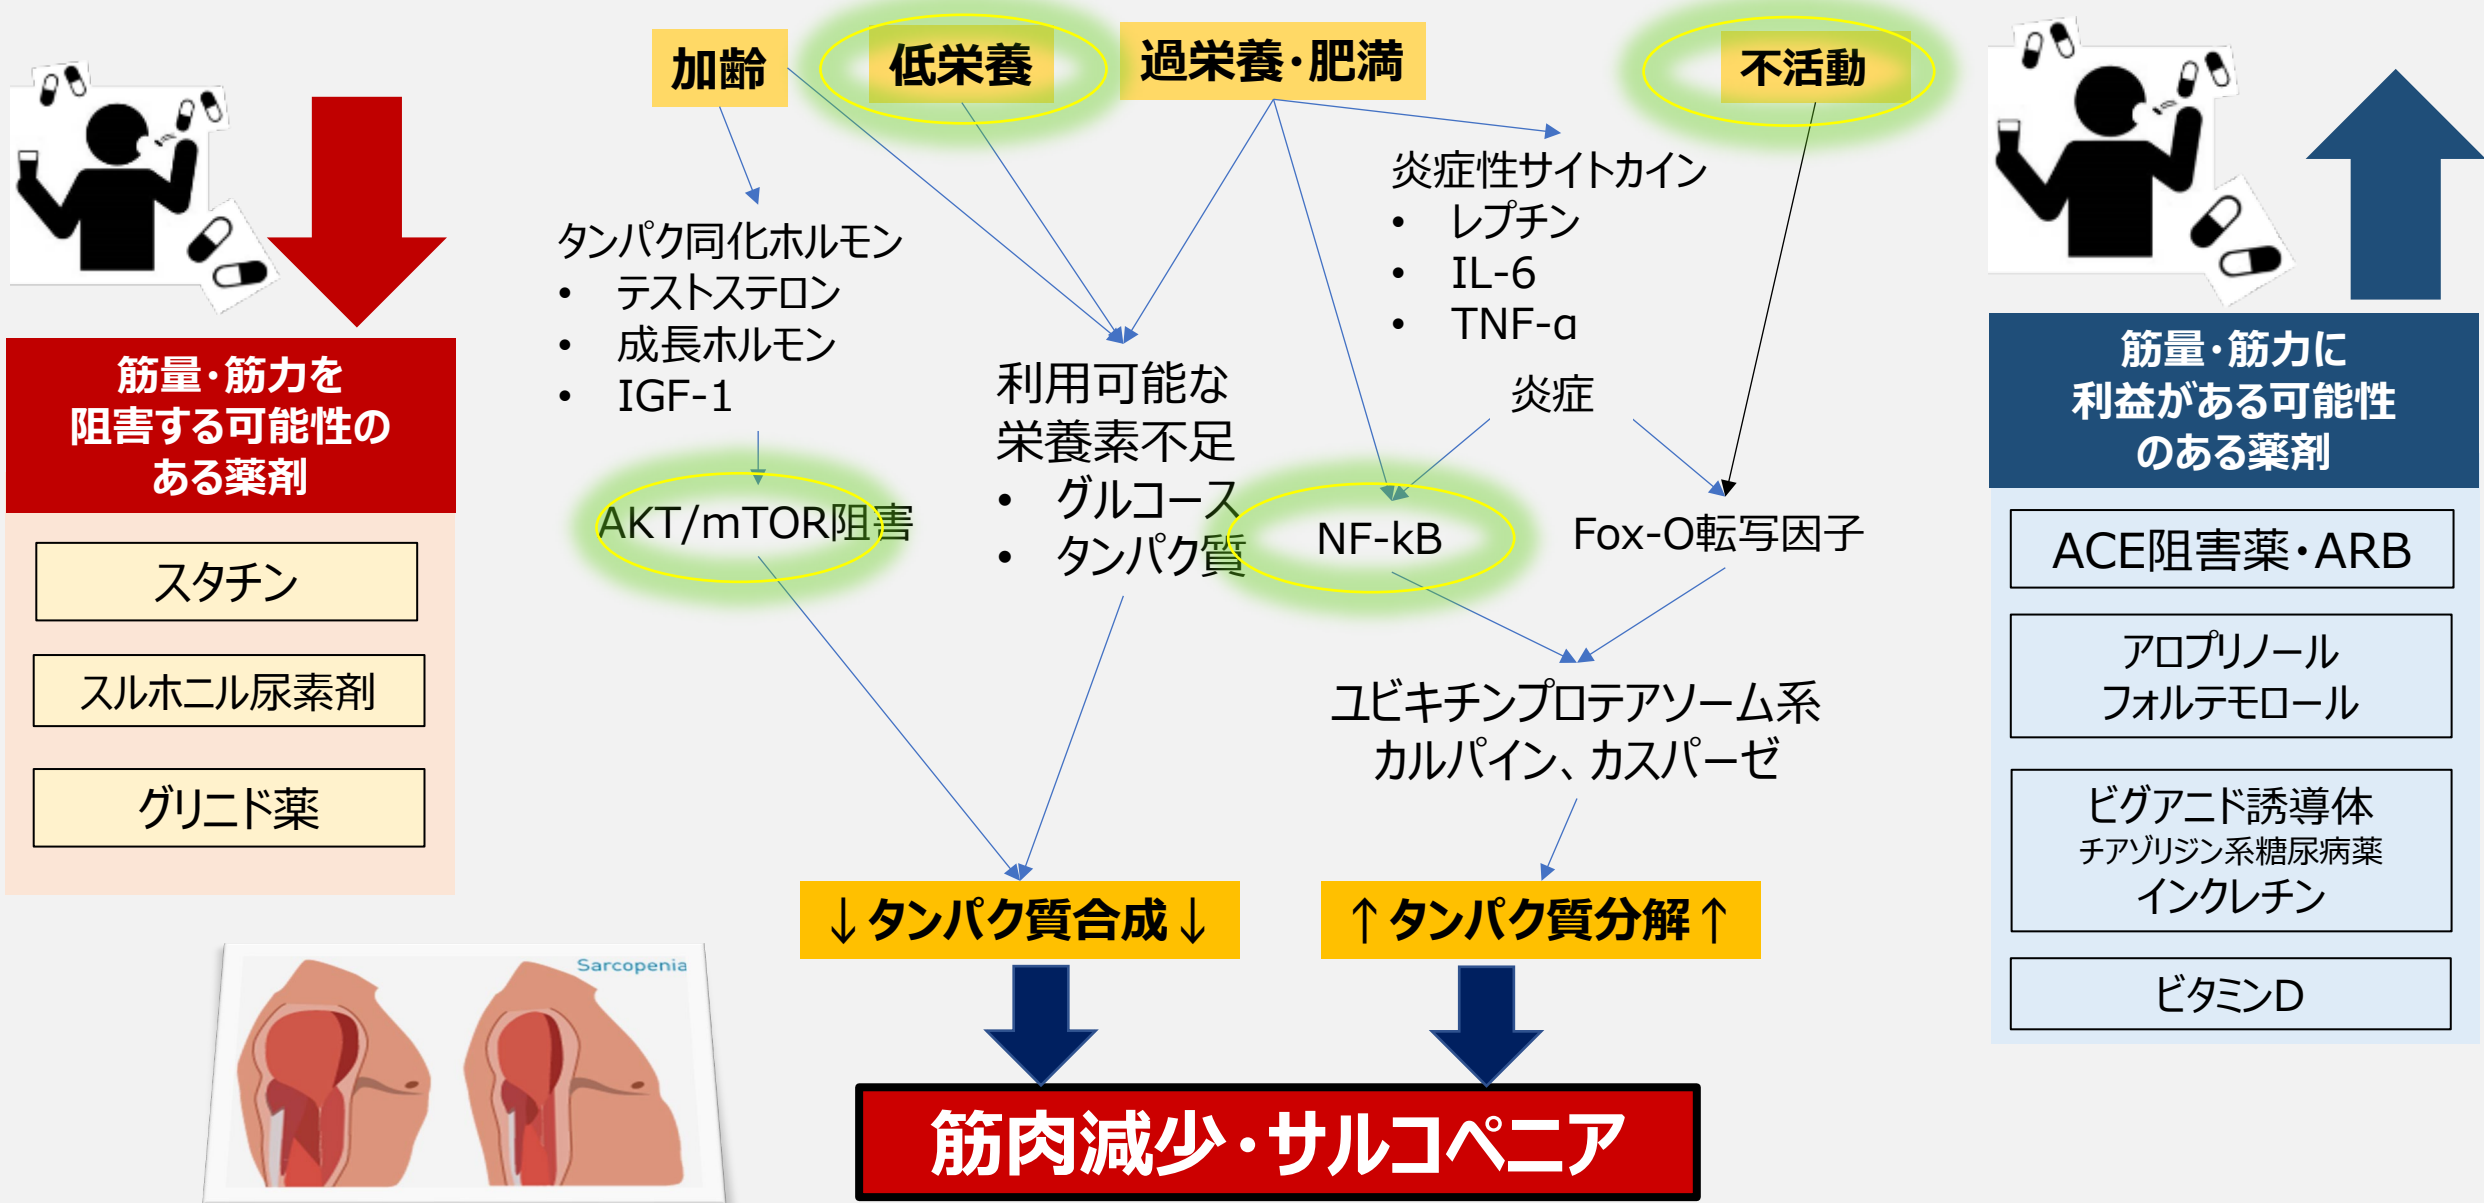 加齢
低栄養
過栄養・肥満
不活動
筋量・筋力を
阻害する可能性の
ある薬剤
スタチン
スルホニル尿素剤
グリニド薬
タンパク同化ホルモン
• テストステロン
• 成長ホルモン
• IGF-1
AKT/mTOR阻害
利用可能な
栄養素不足
• グルコース
• タンパク質
炎症性サイトカイン
• レプチン
• IL-6
• TNF-α
炎症
NF-kB
Fox-O転写因子
ユビキチンプロテアソーム系
カルパイン、カスパーゼ
↓タンパク質合成↓
↑タンパク質分解↑
筋肉減少・サルコペニア
Sarcopenia
筋量・筋力に
利益がある可能性
のある薬剤
ACE阻害薬・ARB
アロプリノール
フォルテモロール
ビグアニド誘導体
チアゾリジン系糖尿病薬
インクレチン
ビタミンD